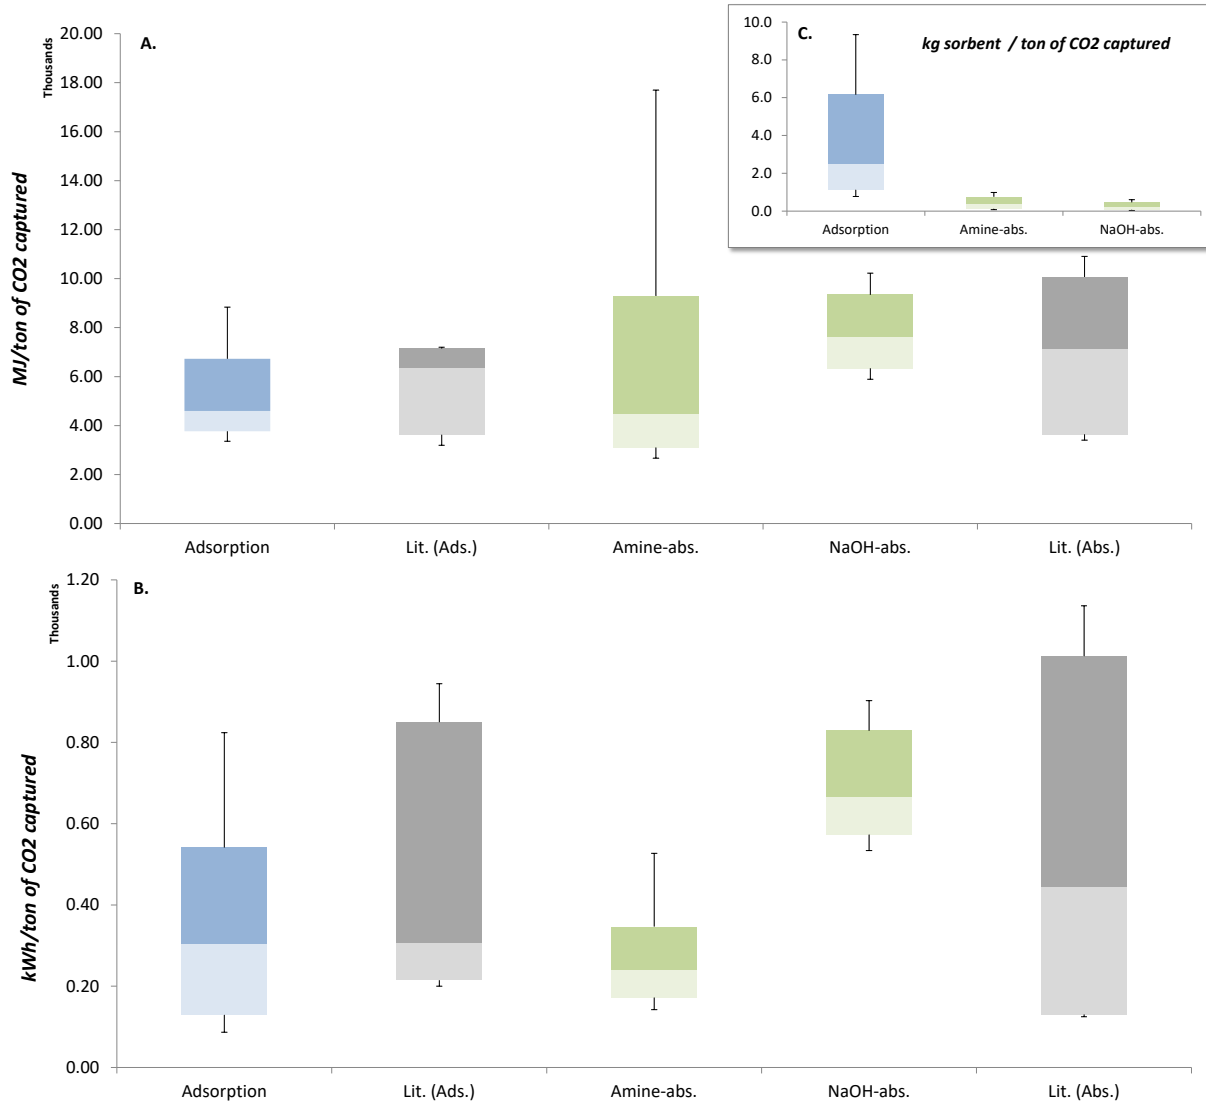 A.
Thousands
MJ/ton of CO2 captured
20.00
18.00
16.00
14.00
12.00
10.00
8.00
6.00
4.00
2.00
0.00
Adsorption Lit. (Ads.) Amine-abs. NaOH-abs. Lit. (Abs.)
C.
kg sorbent / ton of CO2 captured
10.0
8.0
6.0
4.0
2.0
0.0
Adsorption Amine-abs. NaOH-abs.
B.
Thousands
kWh/ton of CO2 captured
1.20
1.00
0.80
0.60
0.40
0.20
0.00
Adsorption Lit. (Ads.) Amine-abs. NaOH-abs. Lit. (Abs.)